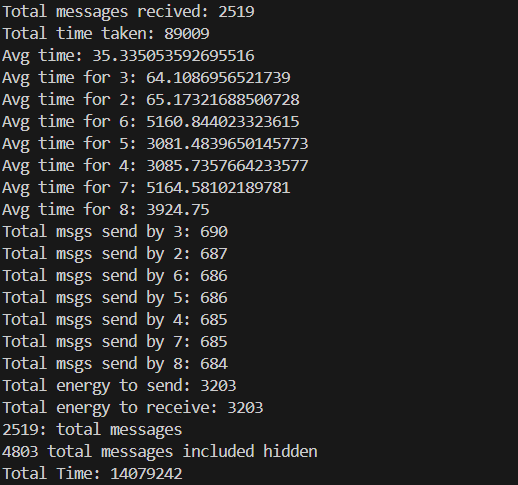 Total messages recived: 2519
Total time taken: 89009
Avg time: 35.335053592695516
Avg time for 3: 64.1086956521739
Avg time for 2: 65.17321688500728
Avg time for 6: 5160.844023323615
Avg time for 5: 3081.4839650145773
Avg time for 4: 3085.7357664233577
Avg time for 7: 5164.58102189781
Avg time for 8: 3924.75
Total msgs send by 3: 690
Total msgs send by 2: 687
Total msgs send by 6: 686
Total msgs send by 5: 686
Total msgs send by 4: 685
Total msgs send by 7: 685
Total msgs send by 8: 684
Total energy to send: 3203
Total energy to receive: 3203
2519: total messages
4803 total messages included hidden
Total Time: 14079242